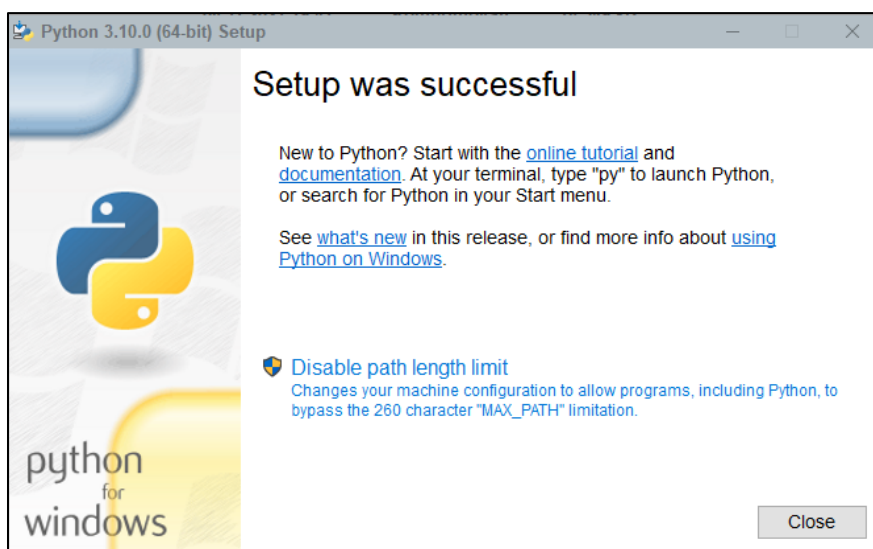 Python 3.10.0 (64-bit) Setup
Setup was successful
New to Python? Start with the online tutorial and
documentation. At your terminal, type "py" to launch Python,
or search for Python in your Start menu.
See what's new in this release, or find more info about using
Python on Windows.
Disable path length limit
Changes your machine configuration to allow programs, including Python, to
bypass the 260 character "MAX_PATH" limitation.
python
for
windows
Close